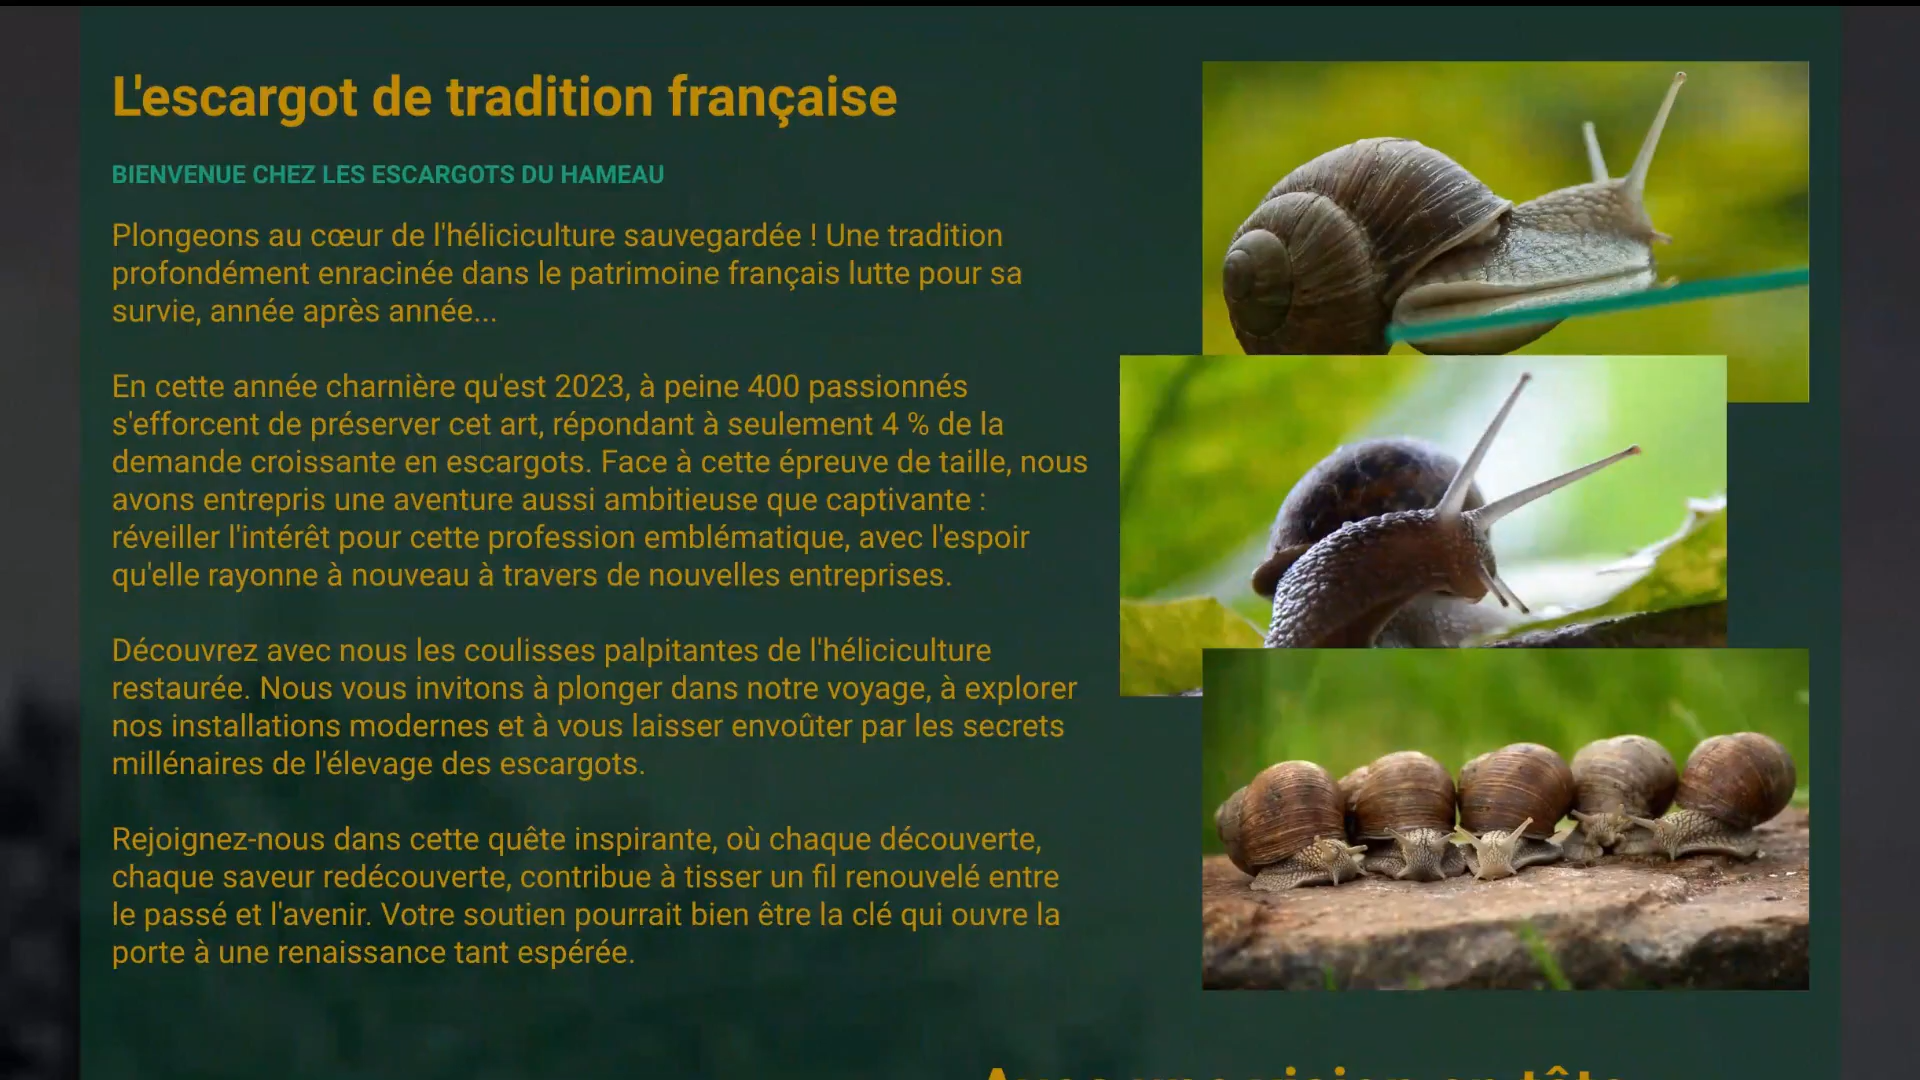 L'escargot de tradition française
BIENVENUE CHEZ LES ESCARGOTS DU HAMEAU
Plongeons au cœur de l'héliciculture sauvegardée ! Une tradition
profondément enracinée dans le patrimoine français lutte pour sa
survie, année après année...
En cette année charnière qu'est 2023, à peine 400 passionnés
s'efforcent de préserver cet art, répondant à seulement 4 % de la
demande croissante en escargots. Face à cette épreuve de taille, nous
avons entrepris une aventure aussi ambitieuse que captivante :
réveiller l'intérêt pour cette profession emblématique, avec l'espoir
qu'elle rayonne à nouveau à travers de nouvelles entreprises.
Découvrez avec nous les coulisses palpitantes de l'héliciculture
restaurée. Nous vous invitons à plonger dans notre voyage, à explorer
nos installations modernes et à vous laisser envoûter par les secrets
millénaires de l'élevage des escargots.
Rejoignez-nous dans cette quête inspirante, où chaque découverte,
chaque saveur redécouverte, contribue à tisser un fil renouvelé entre
le passé et l'avenir. Votre soutien pourrait bien être la clé qui ouvre la
porte à une renaissance tant espérée.